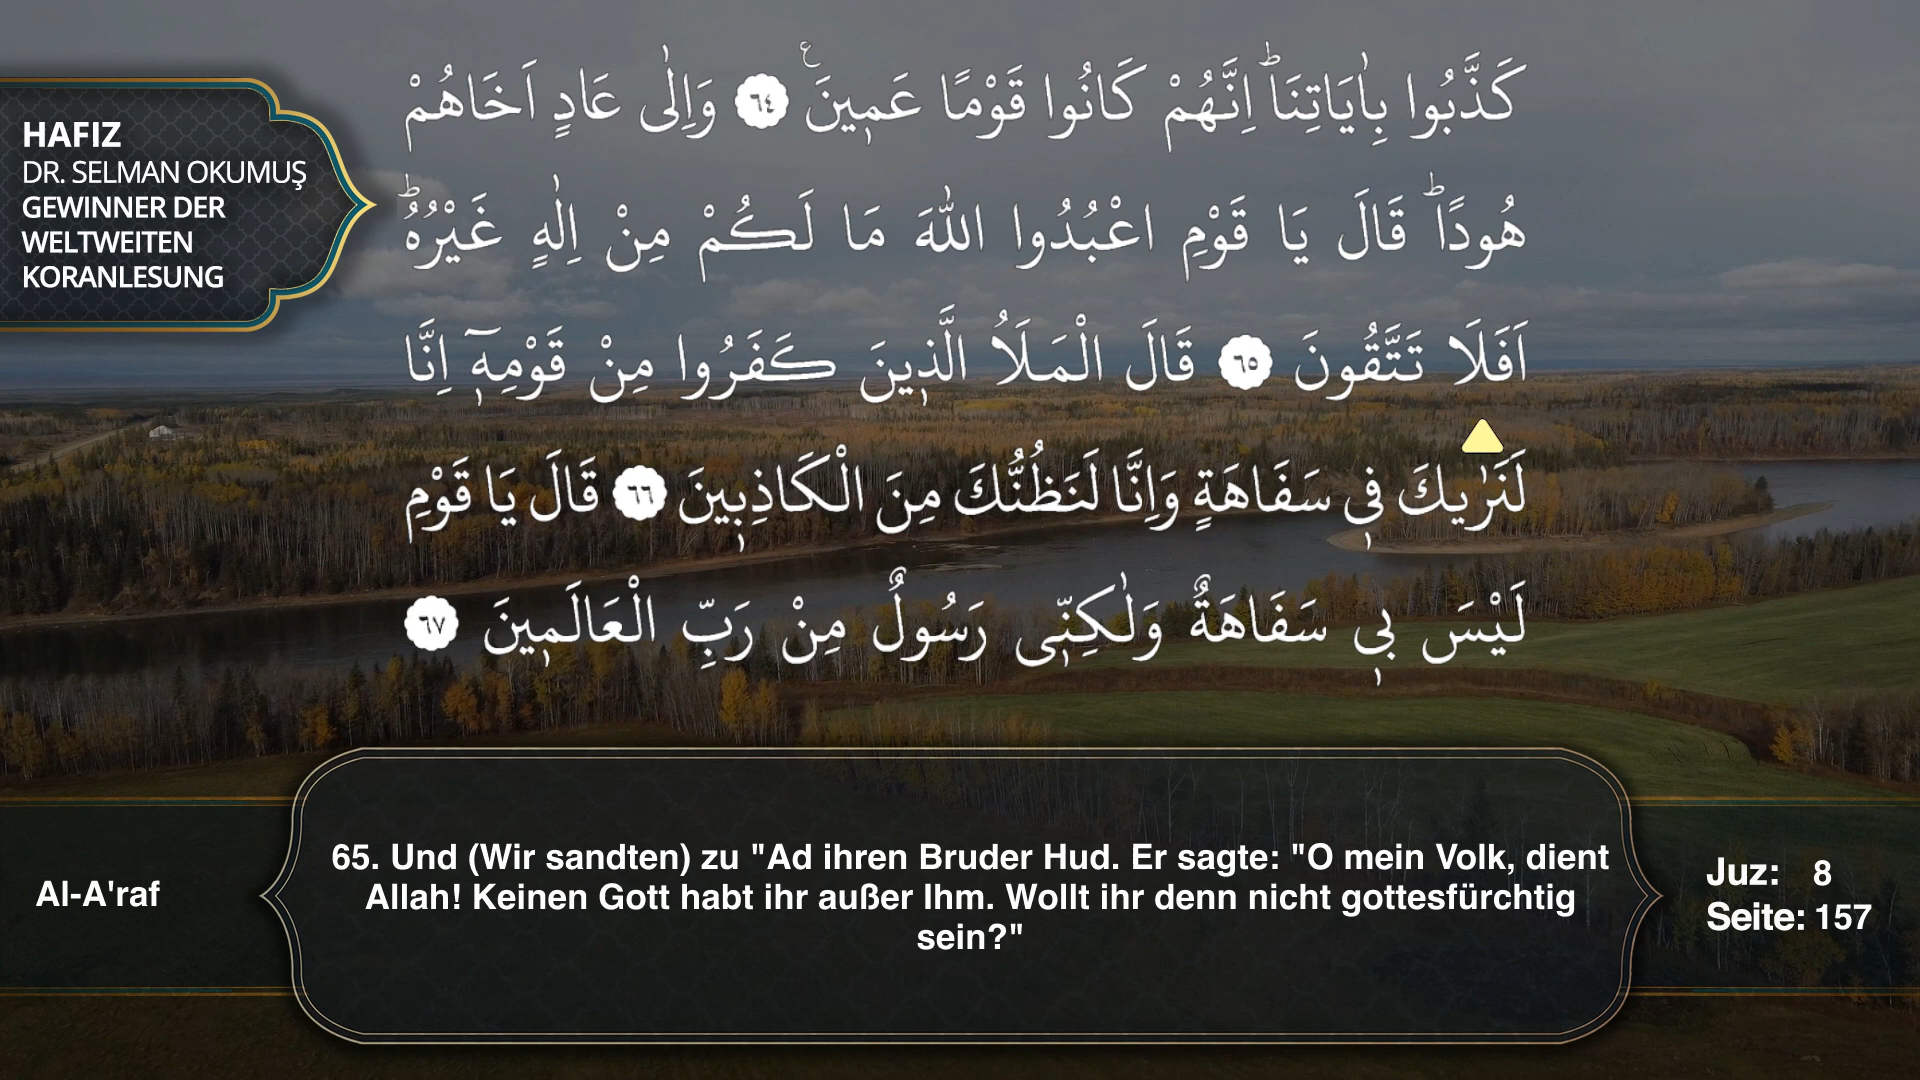 HAFIZ
DR. SELMAN OKUMUŞ
GEWINNER DER
WELTWEITEN
KORANLESUNG
كَذَّبُوا بِاٰيَاتِنَاۜ اِنَّهُمْ كَانُوا قَوْمًا عَم۪ينَ۟ ﴿٦٤﴾ وَاِلٰى عَادٍ اَخَاهُمْ
هُودًاۜ قَالَ يَا قَوْمِ اعْبُدُوا اللّٰهَ مَا لَكُمْ مِنْ اِلٰهٍ غَيْرُهُۜ
اَفَلَا تَتَّقُونَ ﴿٦٥﴾ قَالَ الْمَلَاُ الَّذ۪ينَ كَفَرُوا مِنْ قَوْمِه۪ٓ اِنَّا
لَنَرٰيكَ ف۪ي سَفَاهَةٍ وَاِنَّا لَنَظُنُّكَ مِنَ الْكَاذِب۪ينَ ﴿٦٦﴾ قَالَ يَا قَوْمِ
لَيْسَ ب۪ي سَفَاهَةٌ وَلٰكِنّ۪ي رَسُولٌ مِنْ رَبِّ الْعَالَم۪ينَ ﴿٦٧﴾
65. Und (Wir sandten) zu "Ad ihren Bruder Hud. Er sagte: "O mein Volk, dient
Allah! Keinen Gott habt ihr außer Ihm. Wollt ihr denn nicht gottesfürchtig
sein?"
Al-A'raf
Juz: 8
Seite: 157